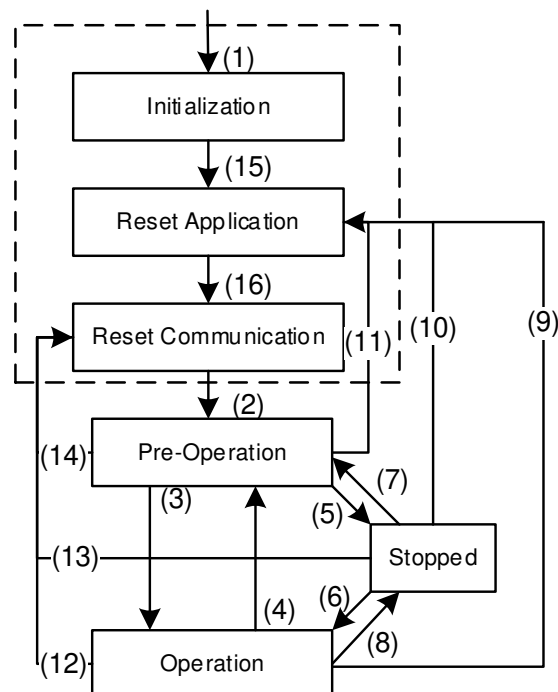 (1)
Initialization
(15)
Reset Application
(16)
(9)
(10)
Reset Communication
(11)
(2)
(14)
Pre-Operation
(7)
(3)
(5)
(13)
Stopped
(6)
(4)
(8)
(12)
Operation